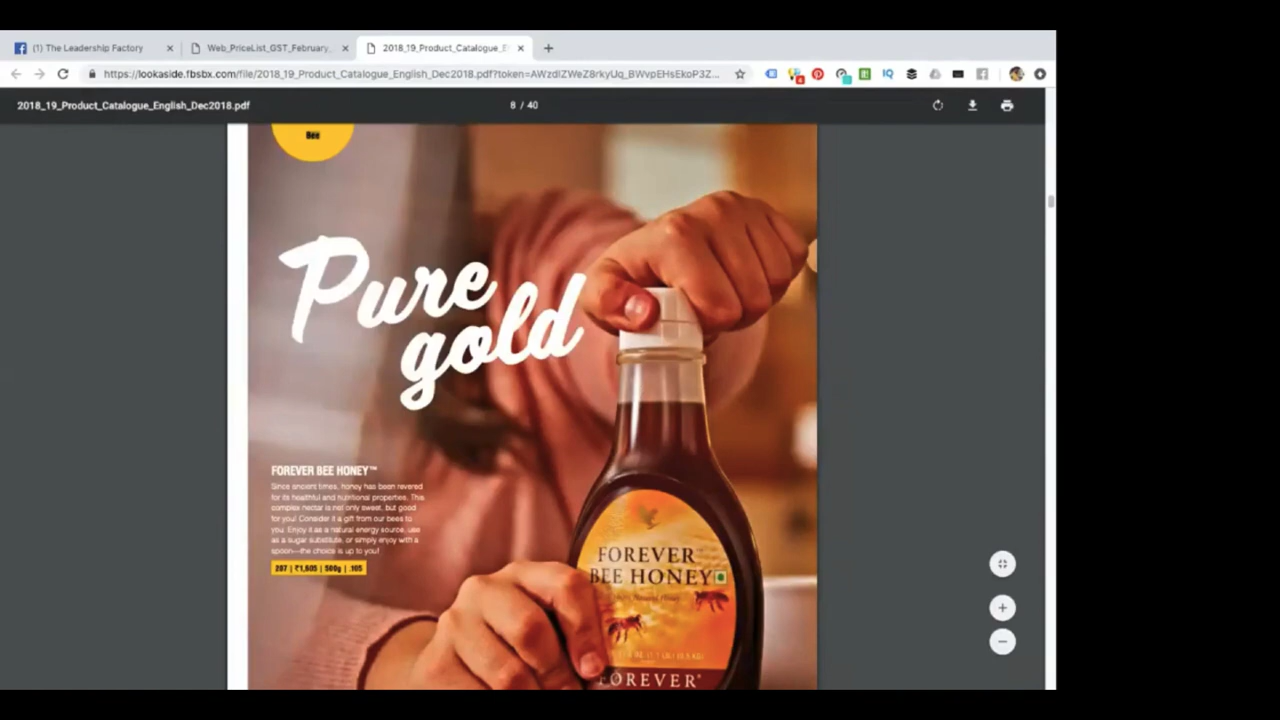 (1) The Leadership Factory
Web_PriceList_GST_February_
2018_19_Product_Catalogue_E
https://lookaside.fbsbx.com/file/2018_19_Product_Catalogue_English_Dec2018.pdf?token=AWzdIZWeZ8rkyUq_BWvpEHsEkoP3Z...
2018_19_Product_Catalogue_English_Dec2018.pdf
8 / 40
Bee
Pure
gold
FOREVER BEE HONEY™
Since ancient times, honey has been revered
for its healthful and nutritional properties. This
complex nectar is not only sweet, but good
for you! Consider it a gift from our bees to
you. Enjoy it as a natural energy source, use
as a sugar substitute, or simply enjoy with a
spoon—the choice is up to you!
207 | ₹1,605 | 500g | .105
FOREVER
BEE HONEY
Natural Honey
FOREVER®